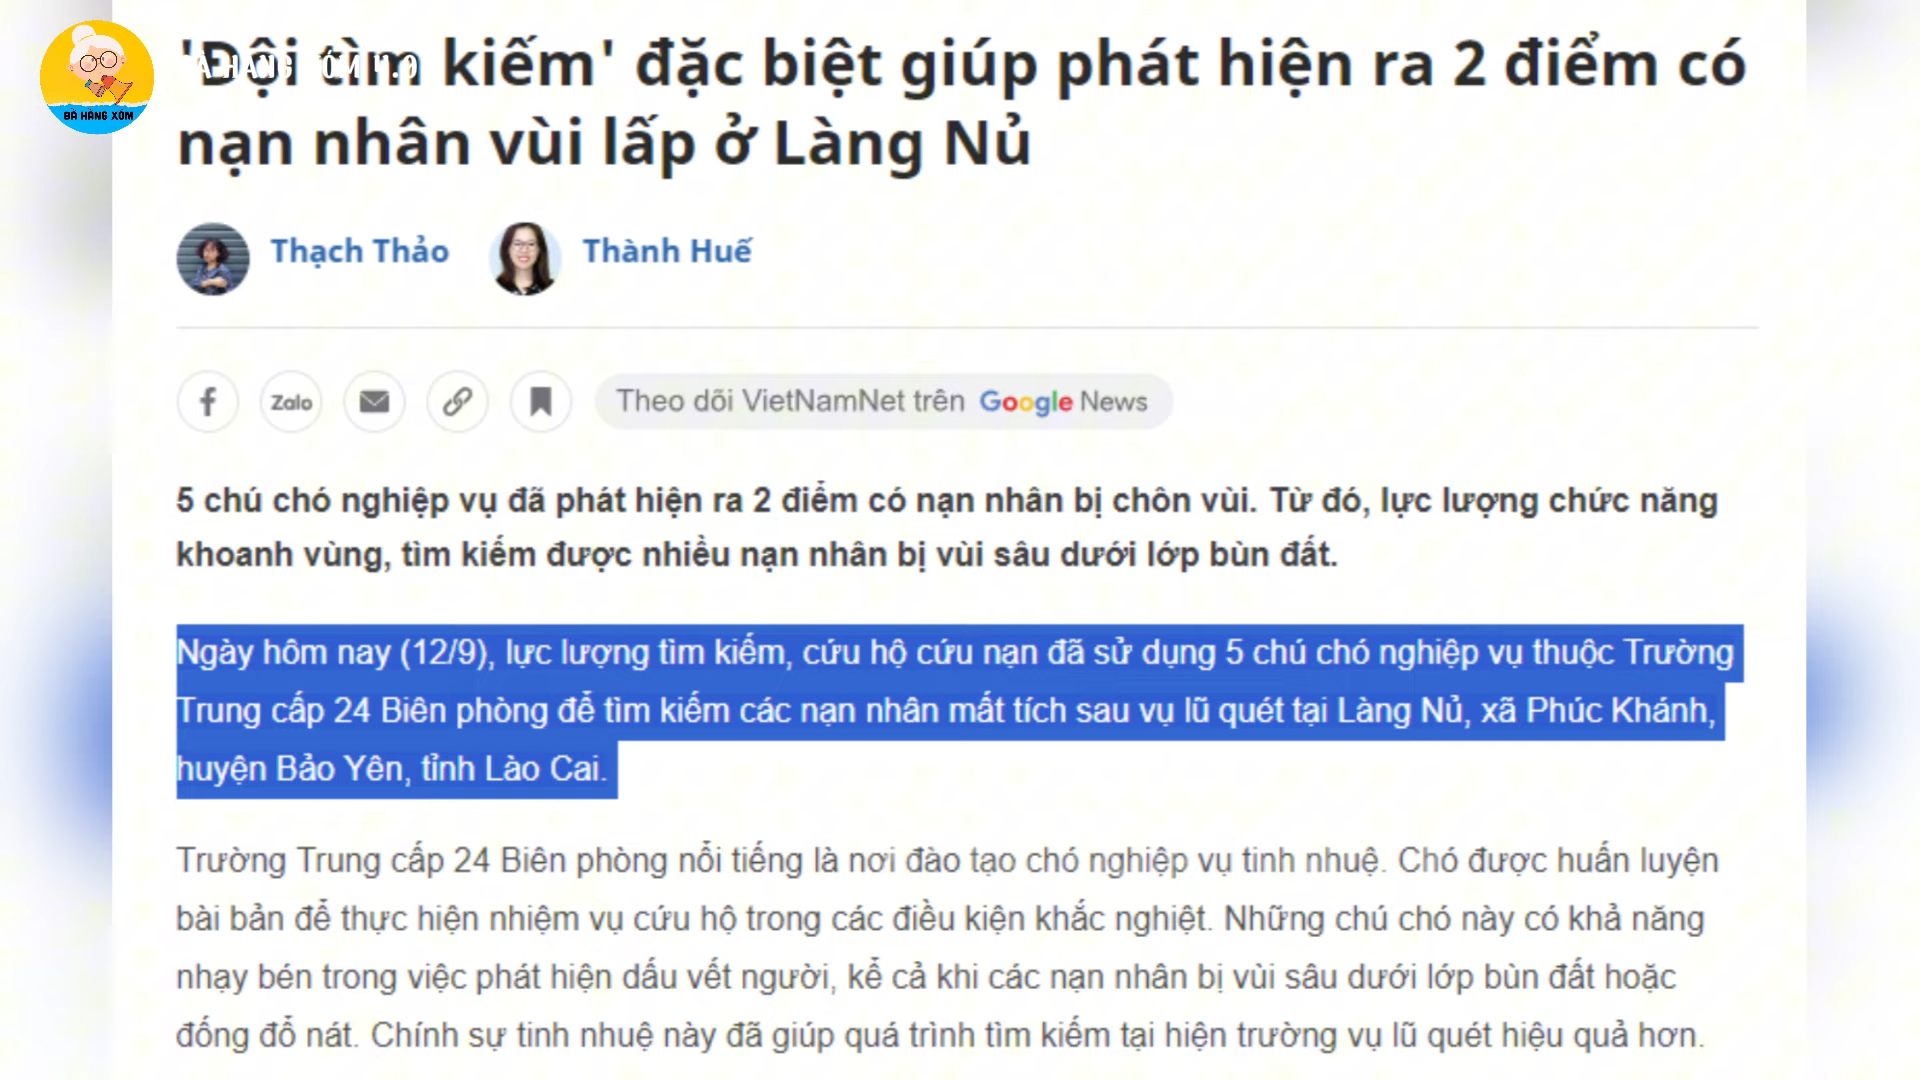 'Đội tìm kiếm' đặc biệt giúp phát hiện ra 2 điểm có
nạn nhân vùi lấp ở Làng Nủ
BÀ HÀNG XÓM
Thạch Thảo
Thành Huế
f
Zalo
Theo dõi VietNamNet trên Google News
5 chú chó nghiệp vụ đã phát hiện ra 2 điểm có nạn nhân bị chôn vùi. Từ đó, lực lượng chức năng
khoanh vùng, tìm kiếm được nhiều nạn nhân bị vùi sâu dưới lớp bùn đất.
Ngày hôm nay (12/9), lực lượng tìm kiếm, cứu hộ cứu nạn đã sử dụng 5 chú chó nghiệp vụ thuộc Trường
Trung cấp 24 Biên phòng để tìm kiếm các nạn nhân mất tích sau vụ lũ quét tại Làng Nủ, xã Phúc Khánh,
huyện Bảo Yên, tỉnh Lào Cai.
Trường Trung cấp 24 Biên phòng nổi tiếng là nơi đào tạo chó nghiệp vụ tinh nhuệ. Chó được huấn luyện
bài bản để thực hiện nhiệm vụ cứu hộ trong các điều kiện khắc nghiệt. Những chú chó này có khả năng
nhạy bén trong việc phát hiện dấu vết người, kể cả khi các nạn nhân bị vùi sâu dưới lớp bùn đất hoặc
đống đổ nát. Chính sự tinh nhuệ này đã giúp quá trình tìm kiếm tại hiện trường vụ lũ quét hiệu quả hơn.